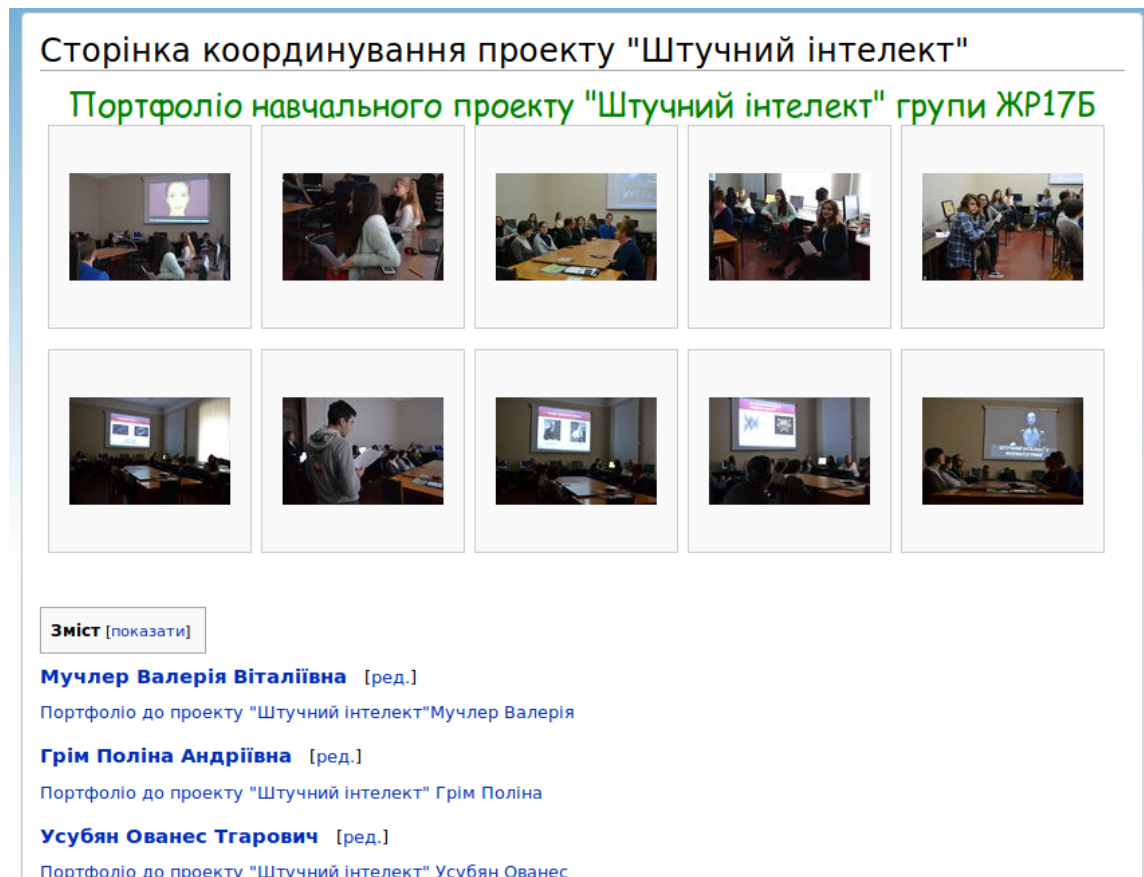 Сторінка координування проекту "Штучний інтелект"
Портфоліо навчального проекту "Штучний інтелект" групи ЖР17Б
Зміст [показати]
Мучлер Валерія Віталіївна [ред.]
Портфоліо до проекту "Штучний інтелект"Мучлер Валерія
Грім Поліна Андріївна [ред.]
Портфоліо до проекту "Штучний інтелект" Грім Поліна
Усубян Ованес Тгарович [ред.]
Портфоліо до проекту "Штучний інтелект" Усубян Ованес